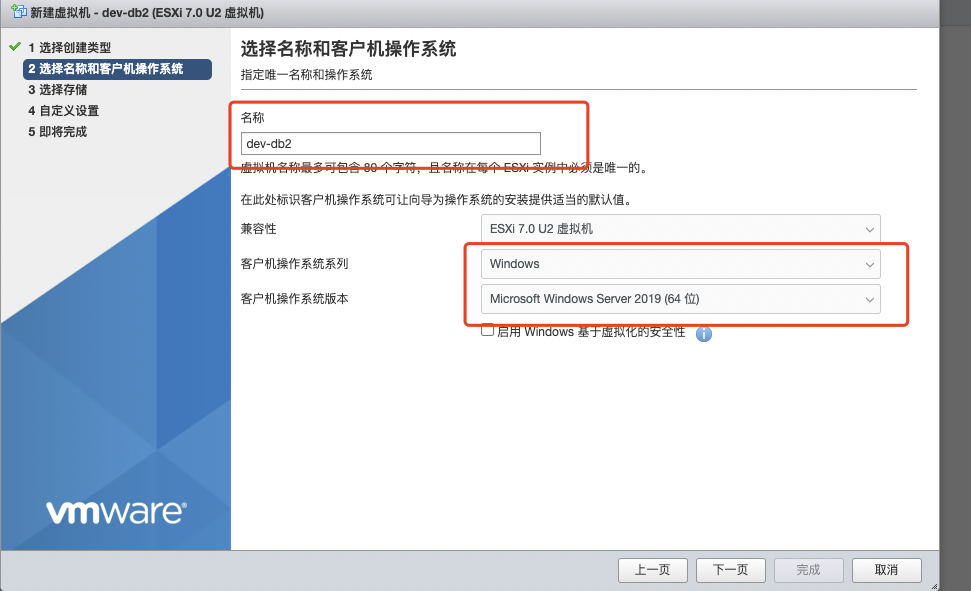 新建虚拟机 - dev-db2 (ESXi 7.0 U2 虚拟机)
1 选择创建类型
2 选择名称和客户机操作系统
3 选择存储
4 自定义设置
5 即将完成
选择名称和客户机操作系统
指定唯一名称和操作系统
名称
dev-db2
虚拟机名称最多可包含 80 个字符，且名称在每个 ESXi 实例中必须是唯一的。
在此处标识客户机操作系统可让向导为操作系统的安装提供适当的默认值。
兼容性
ESXi 7.0 U2 虚拟机
客户机操作系统系列
Windows
客户机操作系统版本
Microsoft Windows Server 2019 (64 位)
启用 Windows 基于虚拟化的安全性
vmware®
上一页
下一页
完成
取消